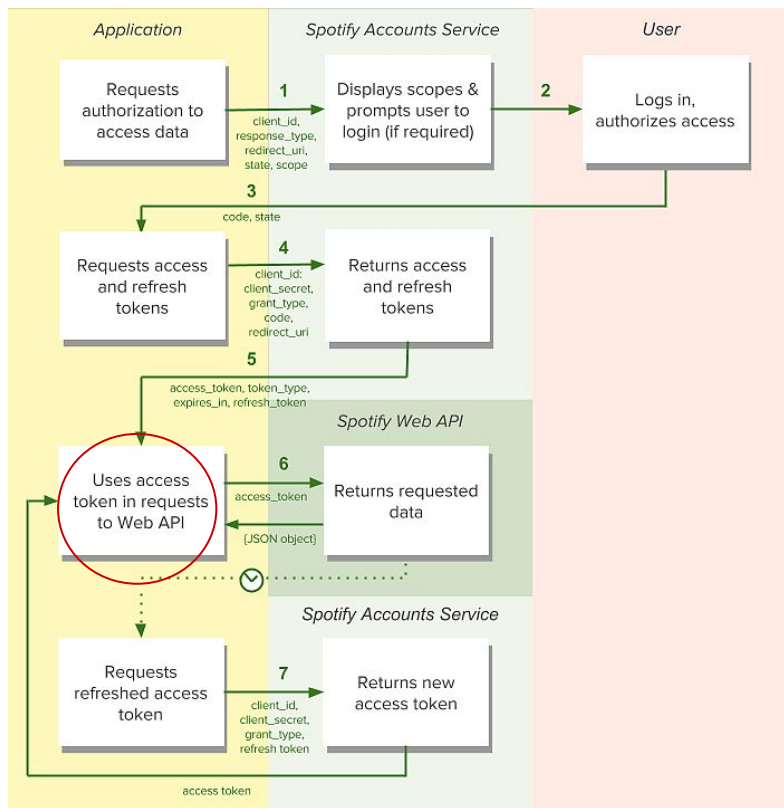 Application
Spotify Accounts Service
User
Requests
authorization to
access data
1
client_id,
response_type,
redirect_uri,
state, scope
Displays scopes &
prompts user to
login (if required)
2
Logs in,
authorizes access
3
code, state
Requests access
and refresh
tokens
4
client_id:
client_secret,
grant_type,
code,
redirect_uri
Returns access
and refresh
tokens
5
access_token, token_type,
expires_in, refresh_token
Spotify Web API
Uses access
token in requests
to Web API
6
access_token
{JSON object}
Returns requested
data
Spotify Accounts Service
Requests
refreshed access
token
7
client_id,
client_secret,
grant_type,
refresh token
Returns new
access token
access token